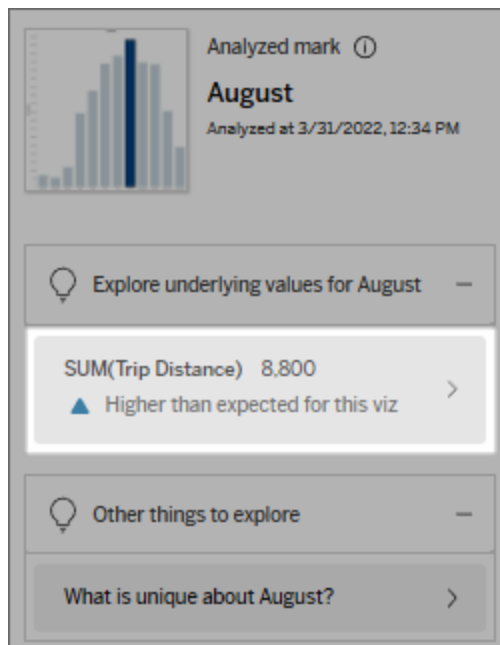 Analyzed mark
August
Analyzed at 3/31/2022, 12:34 PM
Explore underlying values for August
SUM(Trip Distance) 8,800
Higher than expected for this viz
Other things to explore
What is unique about August?